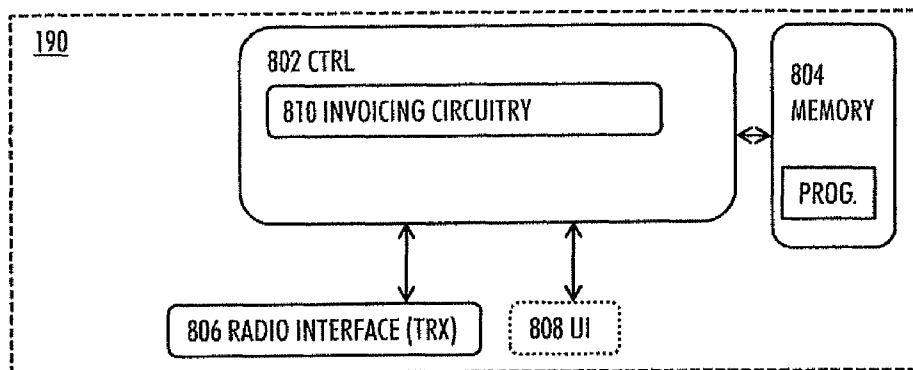 190
802 CTRL
810 INVOICING CIRCUITRY
804
MEMORY
PROG.
806 RADIO INTERFACE (TRX)
808 UI